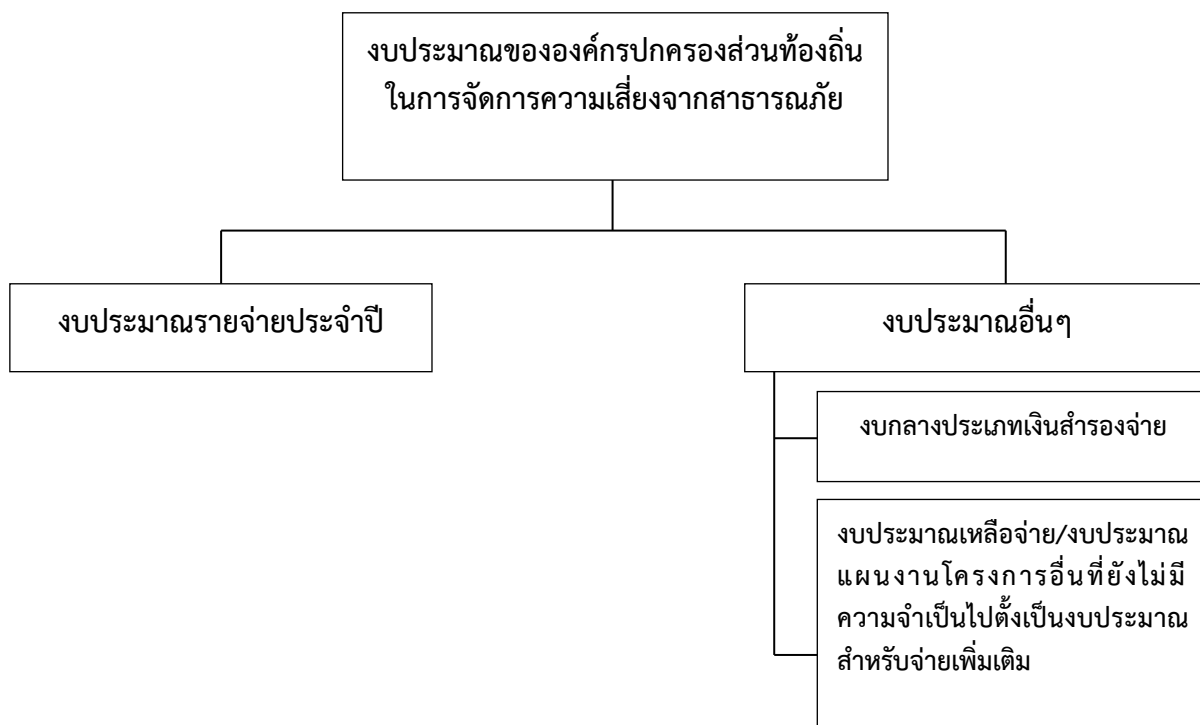 งบประมาณขององค์กรปกครองส่วนท้องถิ่น
ในการจัดการความเสี่ยงจากสาธารณภัย
งบประมาณรายจ่ายประจำปี
งบประมาณอื่นๆ
งบกลางประเภทเงินสำรองจ่าย
งบประมาณเหลือจ่าย/งบประมาณ
แผนงานโครงการอื่นที่ยังไม่มี
ความจำเป็นไปตั้งเป็นงบประมาณ
สำหรับจ่ายเพิ่มเติม